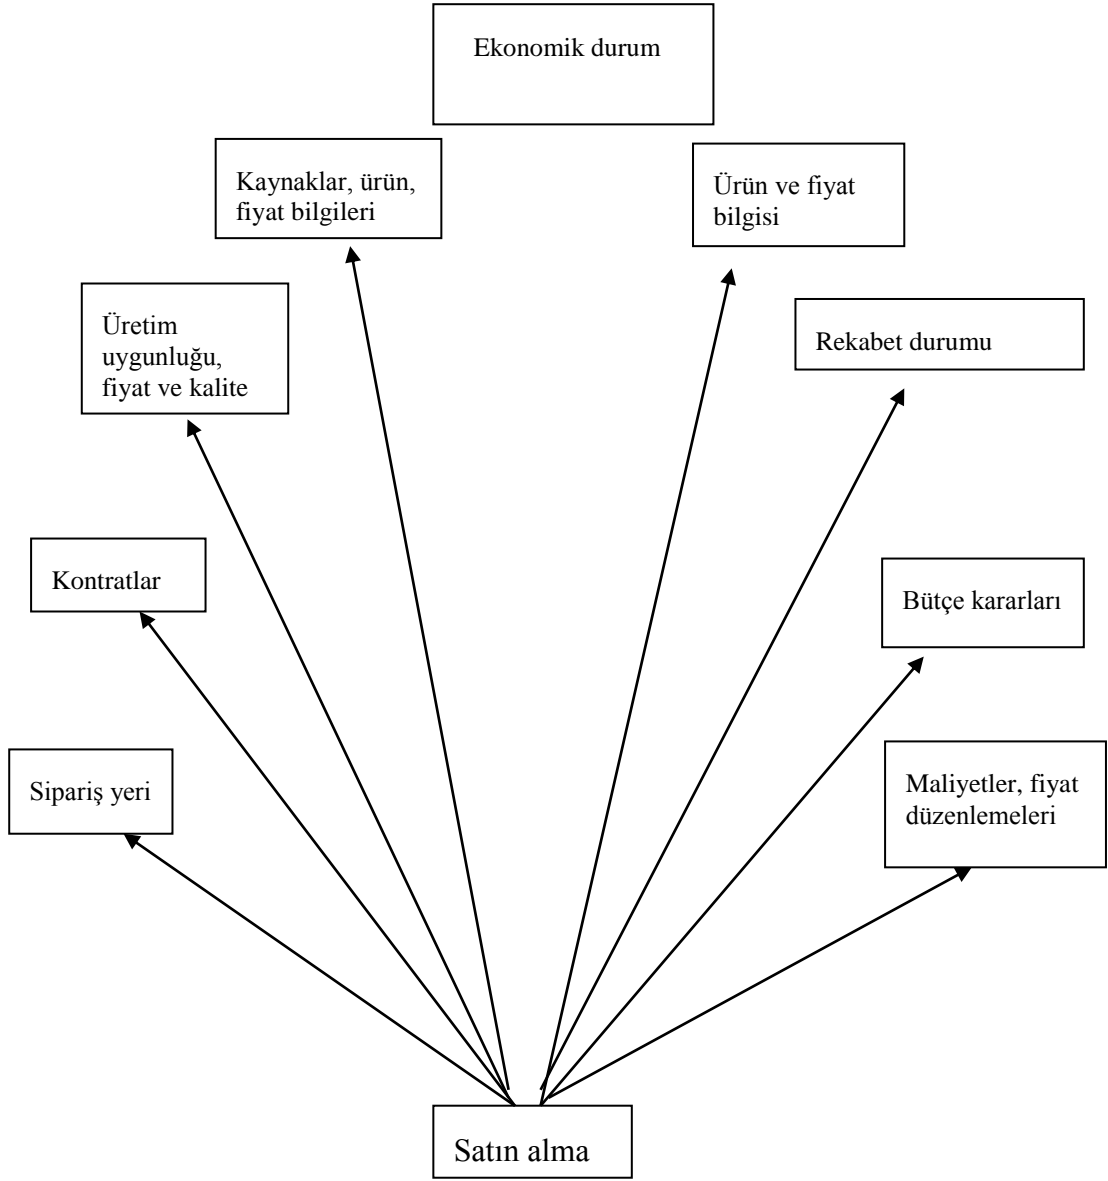 Ekonomik durum
Kaynaklar, ürün,
fiyat bilgileri
Ürün ve fiyat
bilgisi
Üretim
uygunluğu,
fiyat ve kalite
Rekabet durumu
Kontratlar
Bütçe kararları
Sipariş yeri
Maliyetler, fiyat
düzenlemeleri
Satın alma